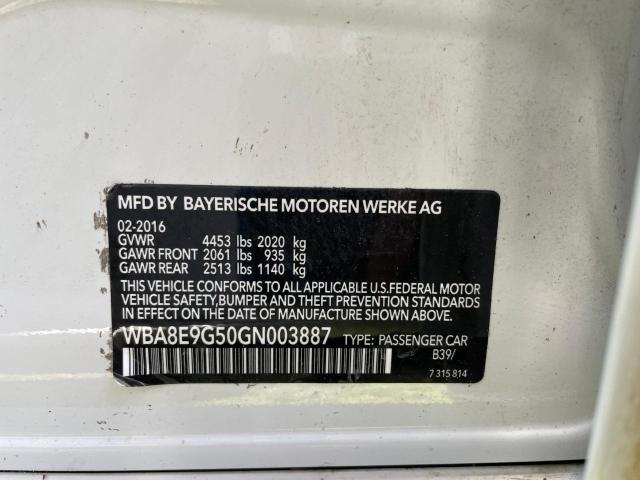 MFD BY BAYERISCHE MOTOREN WERKE AG
02-2016
GVWR 4453 lbs 2020 kg
GAWR FRONT 2061 lbs 935 kg
GAWR REAR 2513 lbs 1140 kg
THIS VEHICLE CONFORMS TO ALL APPLICABLE U.S.FEDERAL MOTOR
VEHICLE SAFETY,BUMPER AND THEFT PREVENTION STANDARDS
IN EFFECT ON THE DATE OF MANUFACTURE SHOWN ABOVE.
WBA8E9G50GN003887 TYPE: PASSENGER CAR
B39/
7 315 814